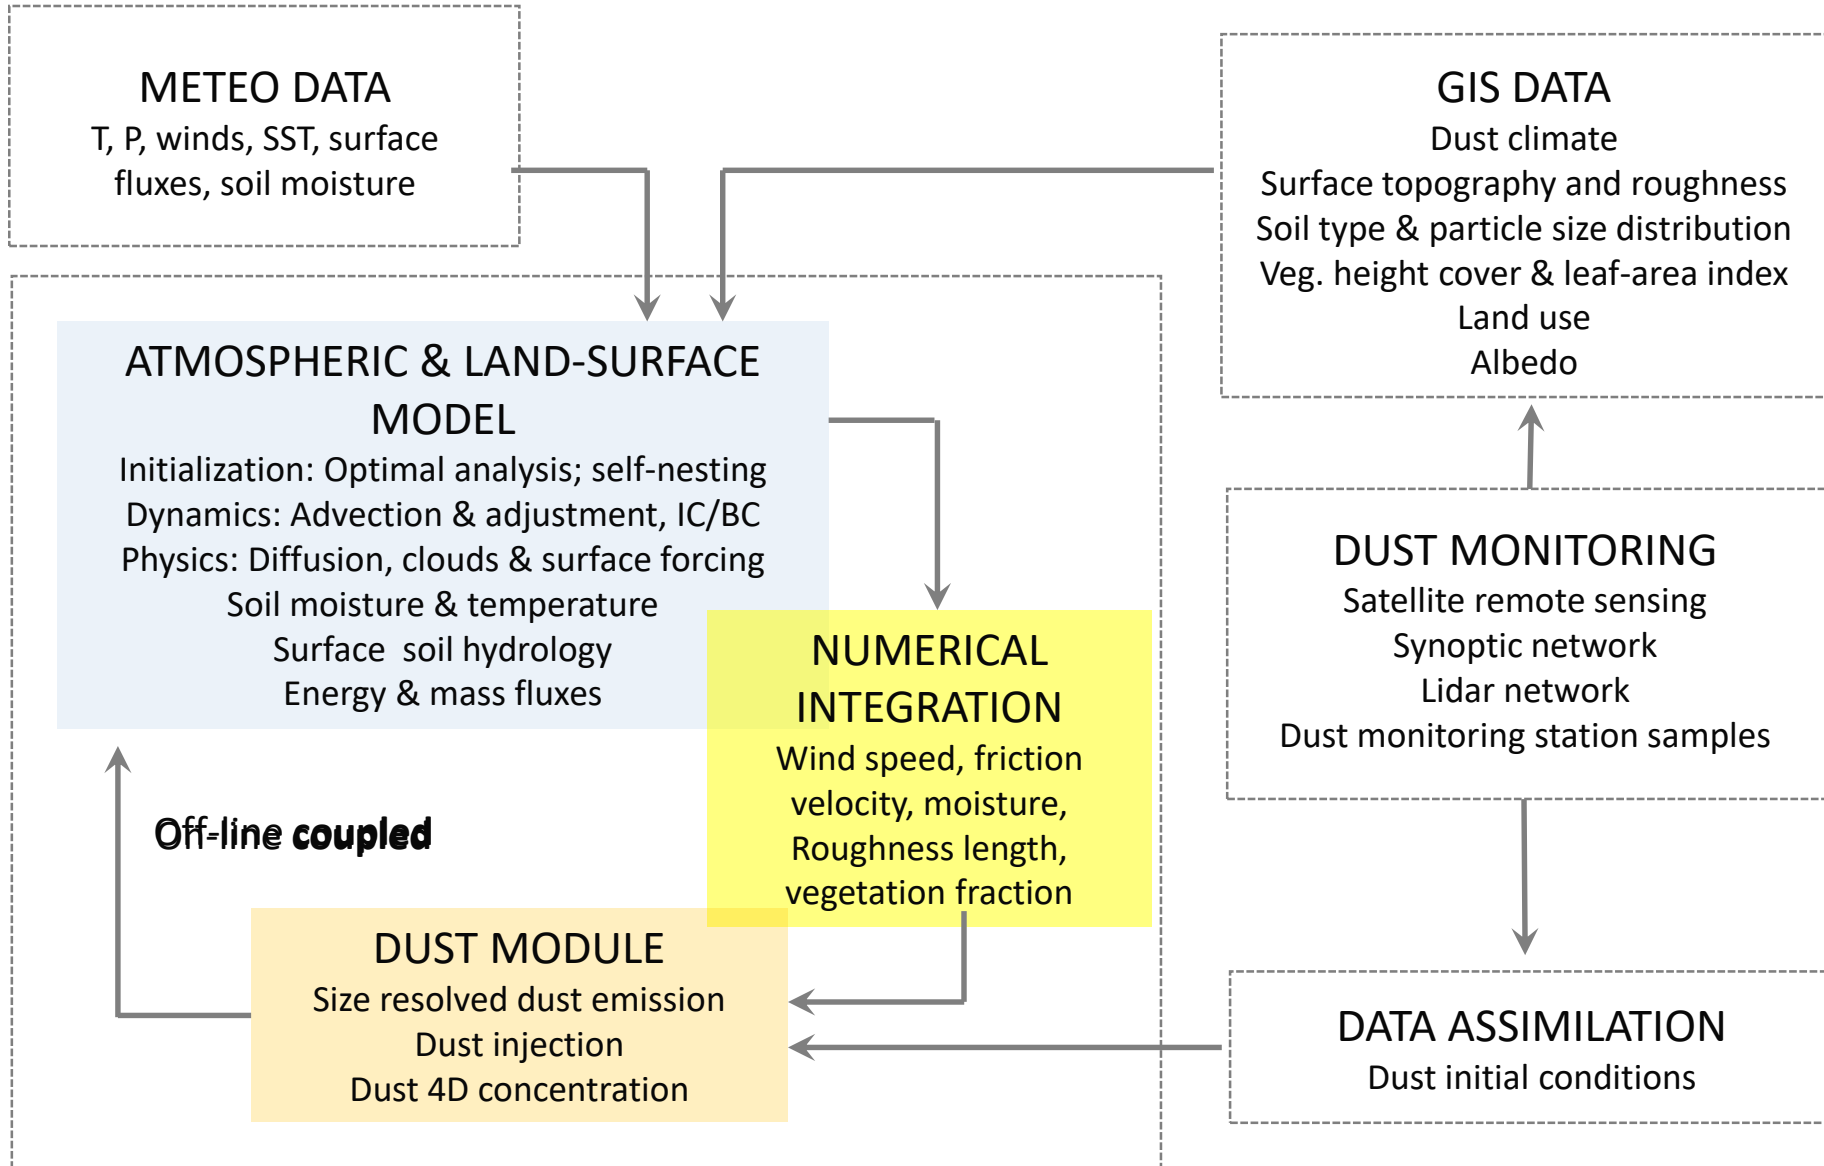 METEO DATA
T, P, winds, SST, surface
fluxes, soil moisture
GIS DATA
Dust climate
Surface topography and roughness
Soil type & particle size distribution
Veg. height cover & leaf-area index
Land use
Albedo
ATMOSPHERIC & LAND-SURFACE
MODEL
Initialization: Optimal analysis; self-nesting
Dynamics: Advection & adjustment, IC/BC
Physics: Diffusion, clouds & surface forcing
Soil moisture & temperature
Surface soil hydrology
Energy & mass fluxes
NUMERICAL
INTEGRATION
Wind speed, friction
velocity, moisture,
Roughness length,
vegetation fraction
DUST MONITORING
Satellite remote sensing
Synoptic network
Lidar network
Dust monitoring station samples
Off-line coupled
DUST MODULE
Size resolved dust emission
Dust injection
Dust 4D concentration
DATA ASSIMILATION
Dust initial conditions